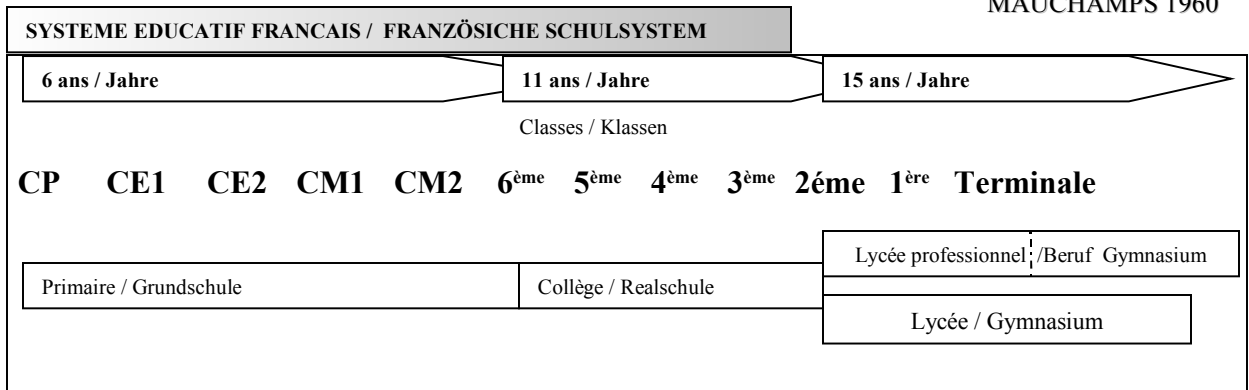 MAUCHAMPS 1960
SYSTEME EDUCATIF FRANCAIS / FRANZÖSICHE SCHULSYSTEM
6 ans / Jahre 11 ans / Jahre 15 ans / Jahre
Classes / Klassen
CP CE1 CE2 CM1 CM2 6ème 5ème 4ème 3ème 2éme 1ère Terminale
Lycée professionnel /Beruf Gymnasium
Primaire / Grundschule Collège / Realschule
Lycée / Gymnasium